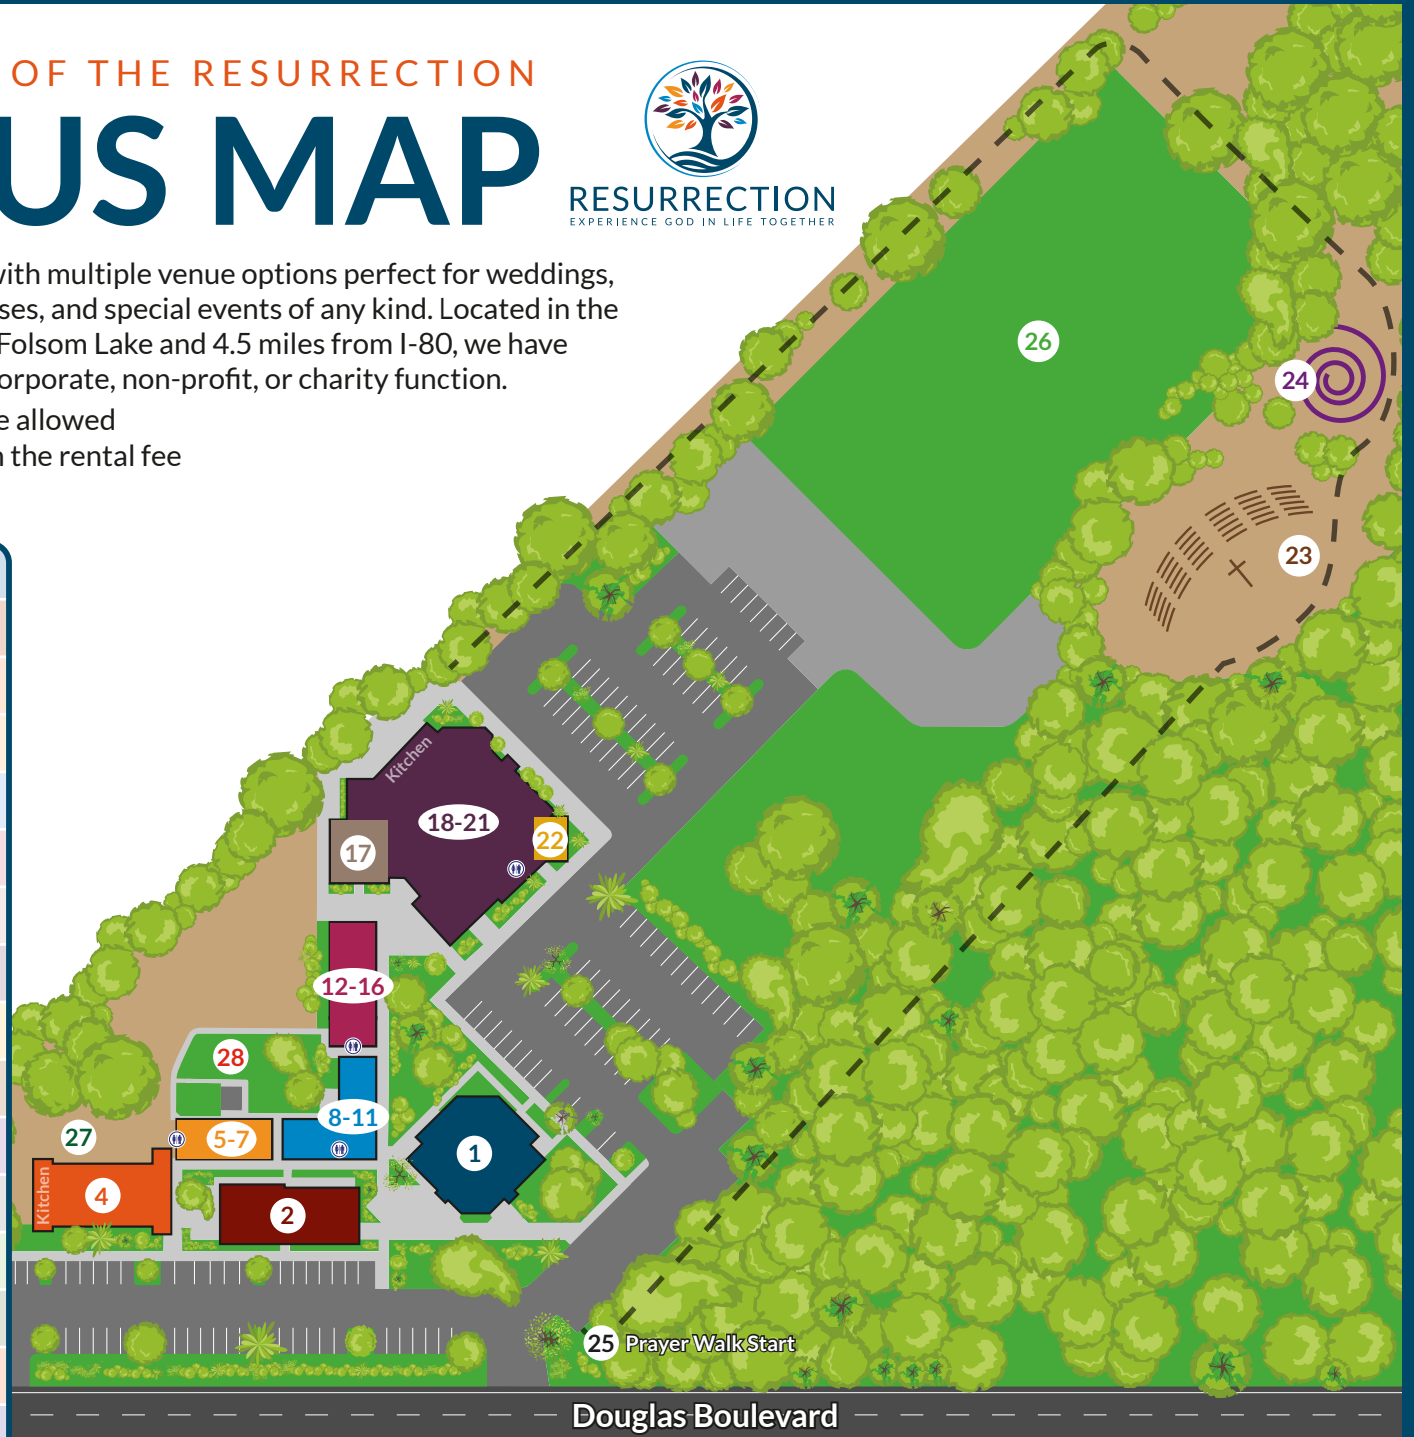 OF THE RESURRECTION
US MAP
RESURRECTION
EXPERIENCE GOD IN LIFE TOGETHER
with multiple venue options perfect for weddings,
ses, and special events of any kind. Located in the
Folsom Lake and 4.5 miles from I-80, we have
orporate, non-profit, or charity function.
e allowed
n the rental fee
26
24
23
Kitchen
18-21
22
17
12-16
28
8-11
27
5-7
1
Kitchen
4
2
25 Prayer Walk Start
Douglas Boulevard